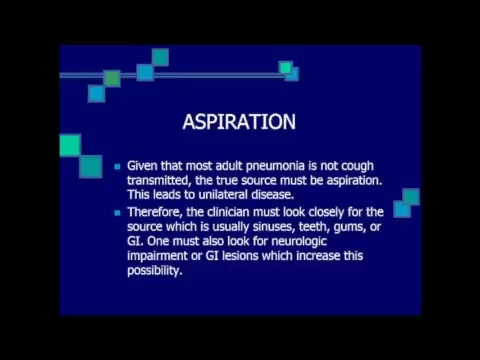 ASPIRATION
Given that most adult pneumonia is not cough
transmitted, the true source must be aspiration.
This leads to unilateral disease.
Therefore, the clinician must look closely for the
source which is usually sinuses, teeth, gums, or
GI. One must also look for neurologic
impairment or GI lesions which increase this
possibility.